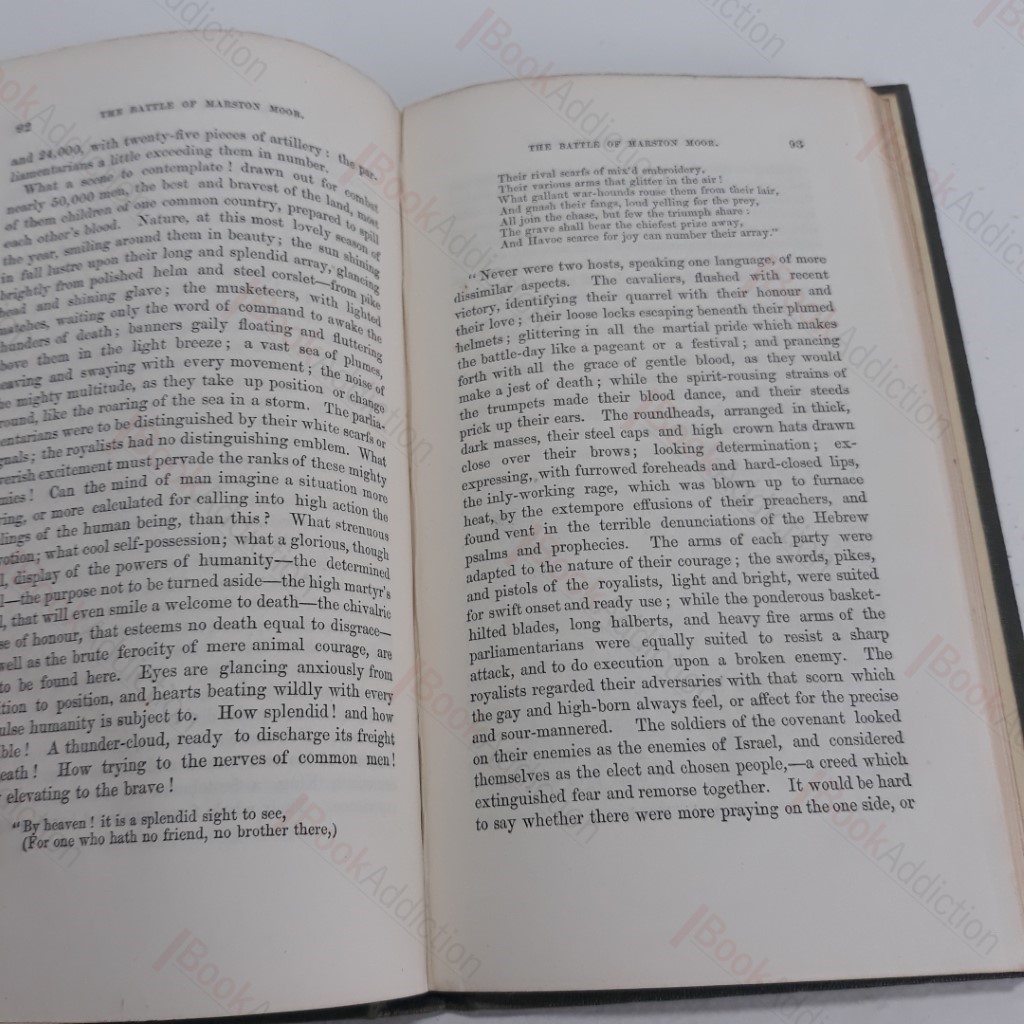 92
THE BATTLE OF MARSTON MOOR.
and 24,000, with twenty-five pieces of artillery: the par-
liamentarians a little exceeding them in number.
What a scene to contemplate! drawn out for combat
nearly 50,000 men, the best and bravest of the land, most
of them children of one common country, prepared to spill
each other's blood. Nature, at this most lovely season of
the year, smiling around them in beauty; the sun shining
in full lustre upon their long and splendid array, glancing
brightly from polished helm and steel corslet—from pike
head and shining glave; the musketeers, with lighted
matches, waiting only the word of command to awake the
hunders of death; banners gaily floating and fluttering
bove them in the light breeze; a vast sea of plumes,
eaving and swaying with every movement; the noise of
e mighty multitude, as they take up position or change
round, like the roaring of the sea in a storm. The parlia-
entarians were to be distinguished by their white scarfs or
gnals; the royalists had no distinguishing emblem. What
verish excitement must pervade the ranks of these mighty
mies! Can the mind of man imagine a situation more
ring, or more calculated for calling into high action the
lings of the human being, than this? What strenuous
votion; what cool self-possession; what a glorious, though
l, display of the powers of humanity—the determined
l—the purpose not to be turned aside—the high martyr's
l, that will even smile a welcome to death—the chivalric
se of honour, that esteems no death equal to disgrace—
well as the brute ferocity of mere animal courage, are
to be found here. Eyes are glancing anxiously from
ition to position, and hearts beating wildly with every
ulse humanity is subject to. How splendid! and how
ble! A thunder-cloud, ready to discharge its freight
eath! How trying to the nerves of common men!
elevating to the brave!
"By heaven! it is a splendid sight to see,
(For one who hath no friend, no brother there,)
THE BATTLE OF MARSTON MOOR. 93
Their rival scarfs of mix'd embroidery,
Their various arms that glitter in the air!
What gallant war-hounds rouse them from their lair,
And gnash their fangs, loud yelling for the prey,
All join the chase, but few the triumph share:
The grave shall bear the chiefest prize away,
And Havoc scarce for joy can number their array."
"Never were two hosts, speaking one language, of more
dissimilar aspects. The cavaliers, flushed with recent
victory, identifying their quarrel with their honour and
their love; their loose locks escaping beneath their plumed
helmets; glittering in all the martial pride which makes
the battle-day like a pageant or a festival; and prancing
forth with all the grace of gentle blood, as they would
make a jest of death; while the spirit-rousing strains of
the trumpets made their blood dance, and their steeds
prick up their ears. The roundheads, arranged in thick,
dark masses, their steel caps and high crown hats drawn
close over their brows; looking determination; ex-
expressing, with furrowed foreheads and hard-closed lips,
the inly-working rage, which was blown up to furnace
heat, by the extempore effusions of their preachers, and
found vent in the terrible denunciations of the Hebrew
psalms and prophecies. The arms of each party were
adapted to the nature of their courage; the swords, pikes,
and pistols of the royalists, light and bright, were suited
for swift onset and ready use; while the ponderous basket-
hilted blades, long halberts, and heavy fire arms of the
parliamentarians were equally suited to resist a sharp
attack, and to do execution upon a broken enemy. The
royalists regarded their adversaries with that scorn which
the gay and high-born always feel, or affect for the precise
and sour-mannered. The soldiers of the covenant looked
on their enemies as the enemies of Israel, and considered
themselves as the elect and chosen people,—a creed which
extinguished fear and remorse together. It would be hard
to say whether there were more praying on the one side, or
BookAddiction